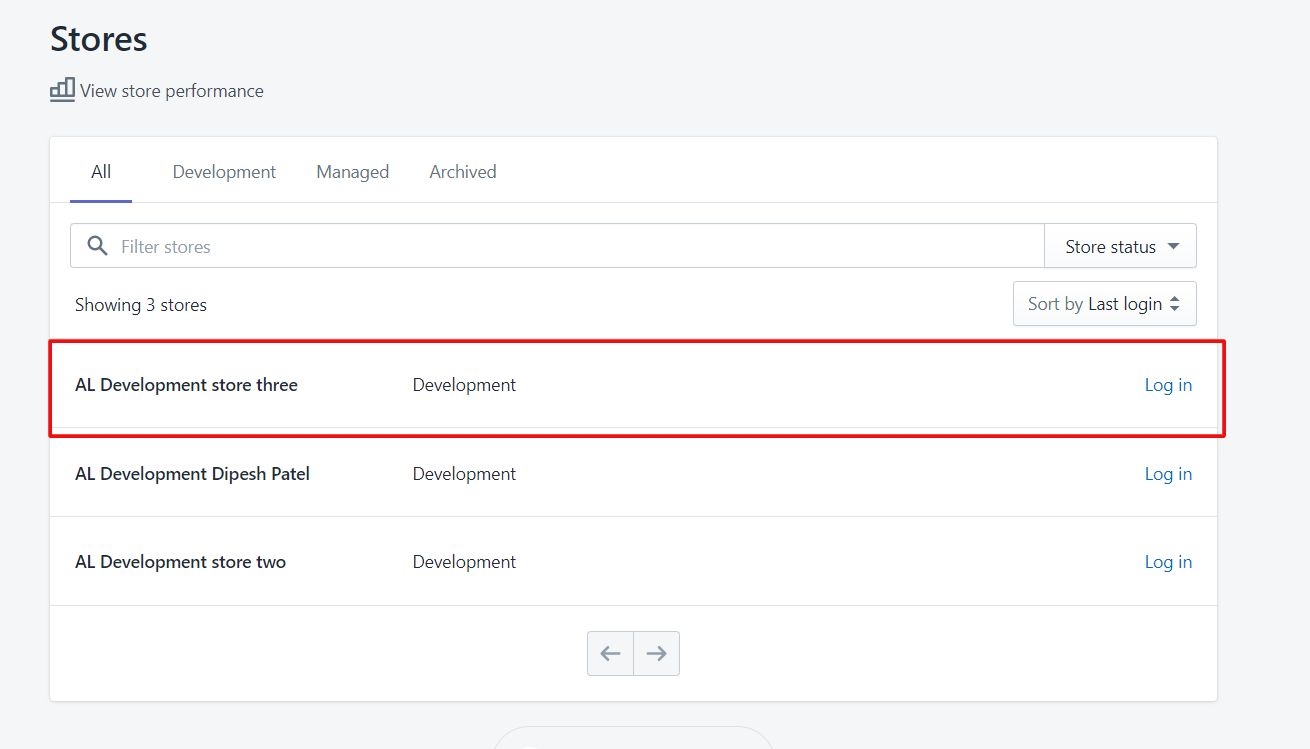 Stores
View store performance
All Development Managed Archived
Filter stores Store status
Showing 3 stores Sort by Last login
AL Development store three Development Log in
AL Development Dipesh Patel Development Log in
AL Development store two Development Log in